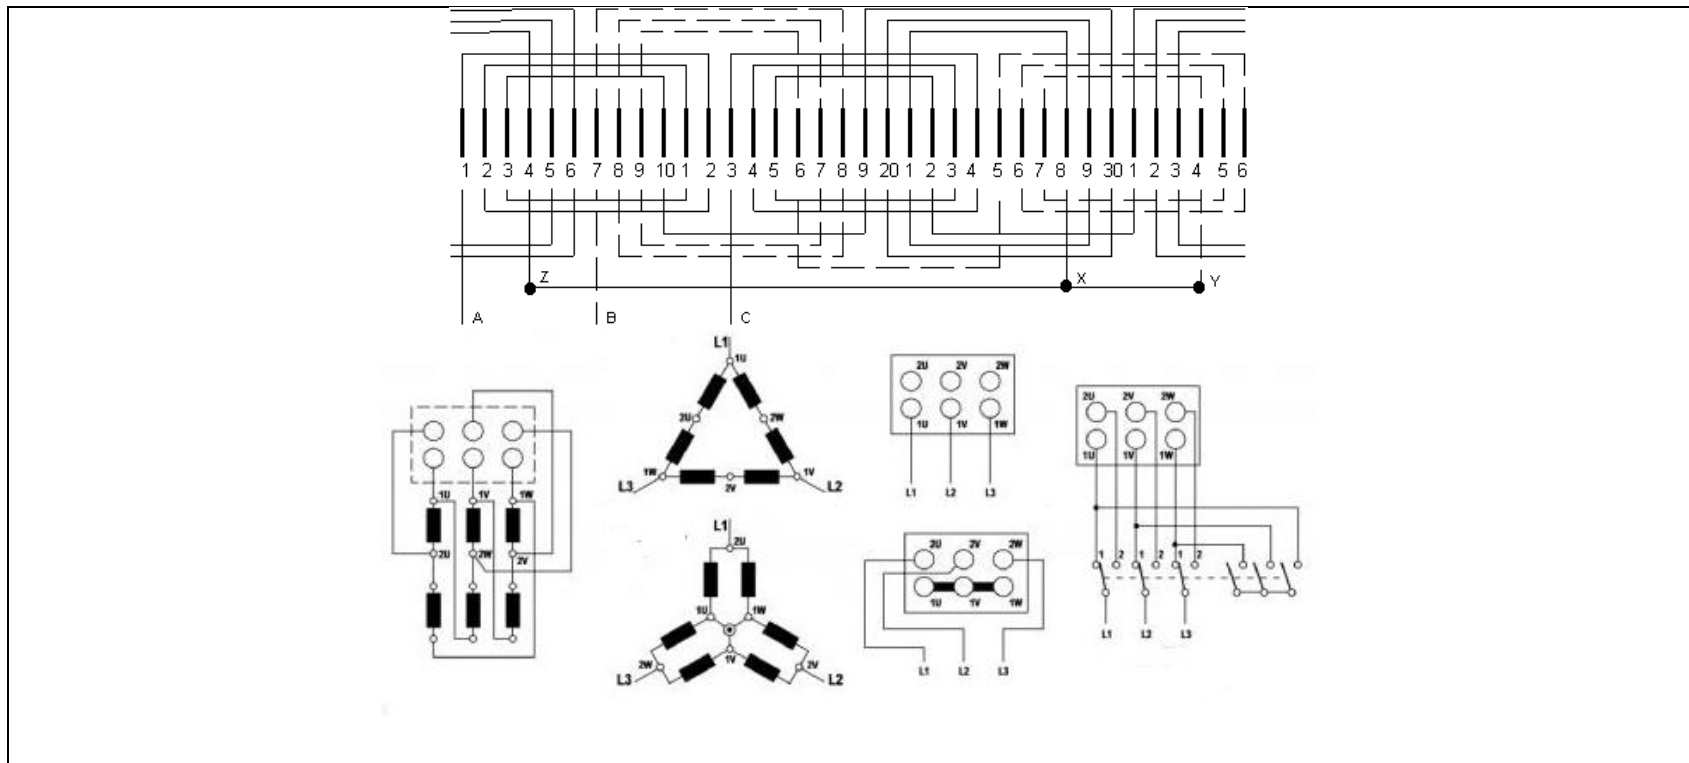 1 2 3 4 5 6 7 8 9 10 1 2 3 4 5 6 7 8 9 20 1 2 3 4 5 6 7 8 9 30 1 2 3 4 5 6
Z X Y
A B C
L1
1U
2U 2W
1W 1V
L3 2V L2
2U 2V 2W
1U 1V 1W
L1 L2 L3
2U 2V 2W
1U 1V 1W
1 2 1 2 1 2
L1 L2 L3
1U 1V 1W
2U 2W 2V
L1
2U
1U 1W
1V
2W 2V
L3 L2
2U 2V 2W
1U 1V 1W
L1 L2 L3